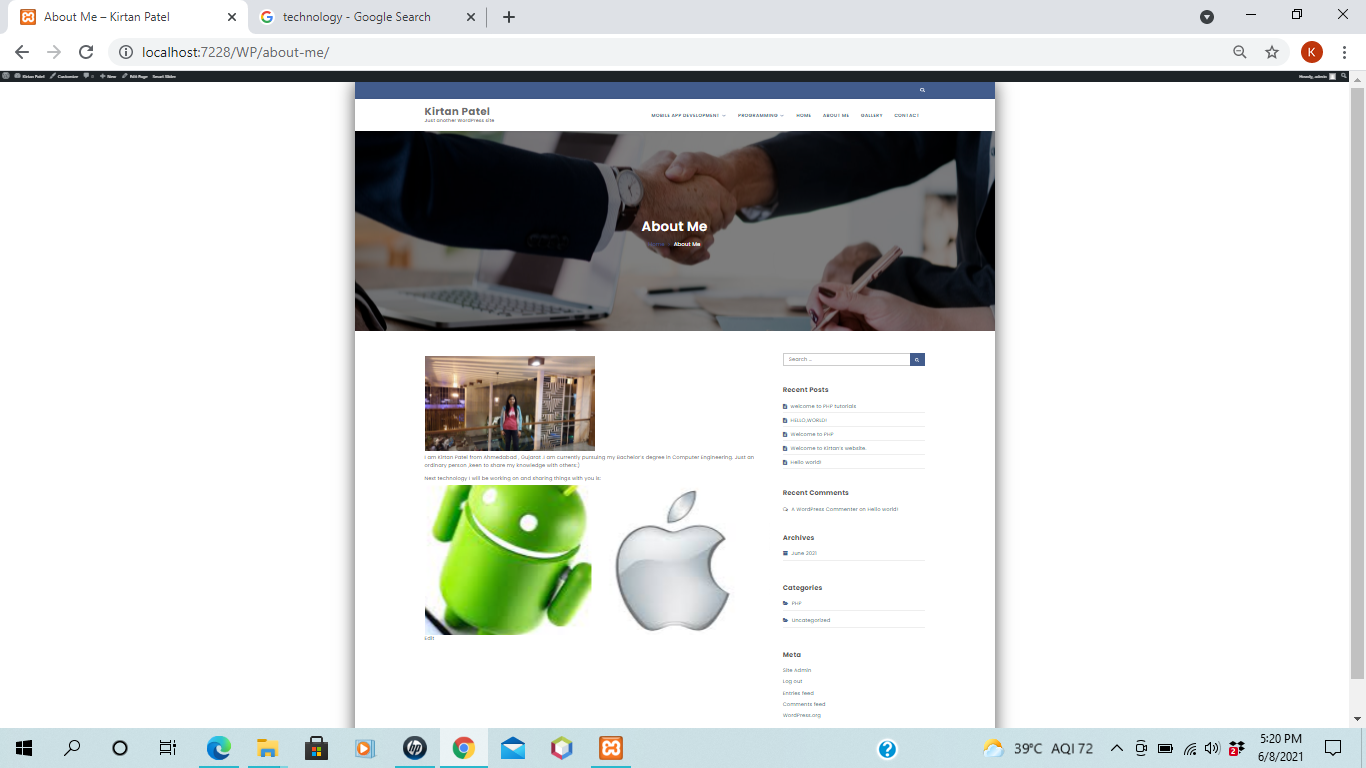 About Me – Kirtan Patel
technology - Google Search
localhost:7228/WP/about-me/
K
Kirtan Patel Customize 0 New Edit Page Smart Slider
Howdy, admin
Kirtan Patel
Just another WordPress site
MOBILE APP DEVELOPMENT PROGRAMMING HOME ABOUT ME GALLERY CONTACT
About Me
Home About Me
I am Kirtan Patel from Ahmedabad , Gujarat .I am currently pursuing my Bachelor's degree in Computer Engineering. Just an
ordinary person ,keen to share my knowledge with others:)
Next technology I will be working on and sharing things with you is:
Edit
Search ...
Recent Posts
welcome to PHP tutorials
HELLO,WORLD!
Welcome to PHP
Welcome to Kirtan's website
Hello world!
Recent Comments
A WordPress Commenter on Hello world!
Archives
June 2021
Categories
PHP
Uncategorized
Meta
Site Admin
Log out
Entries feed
Comments feed
WordPress.org
hp
?
39°C AQI 72
2
5:20 PM
6/8/2021